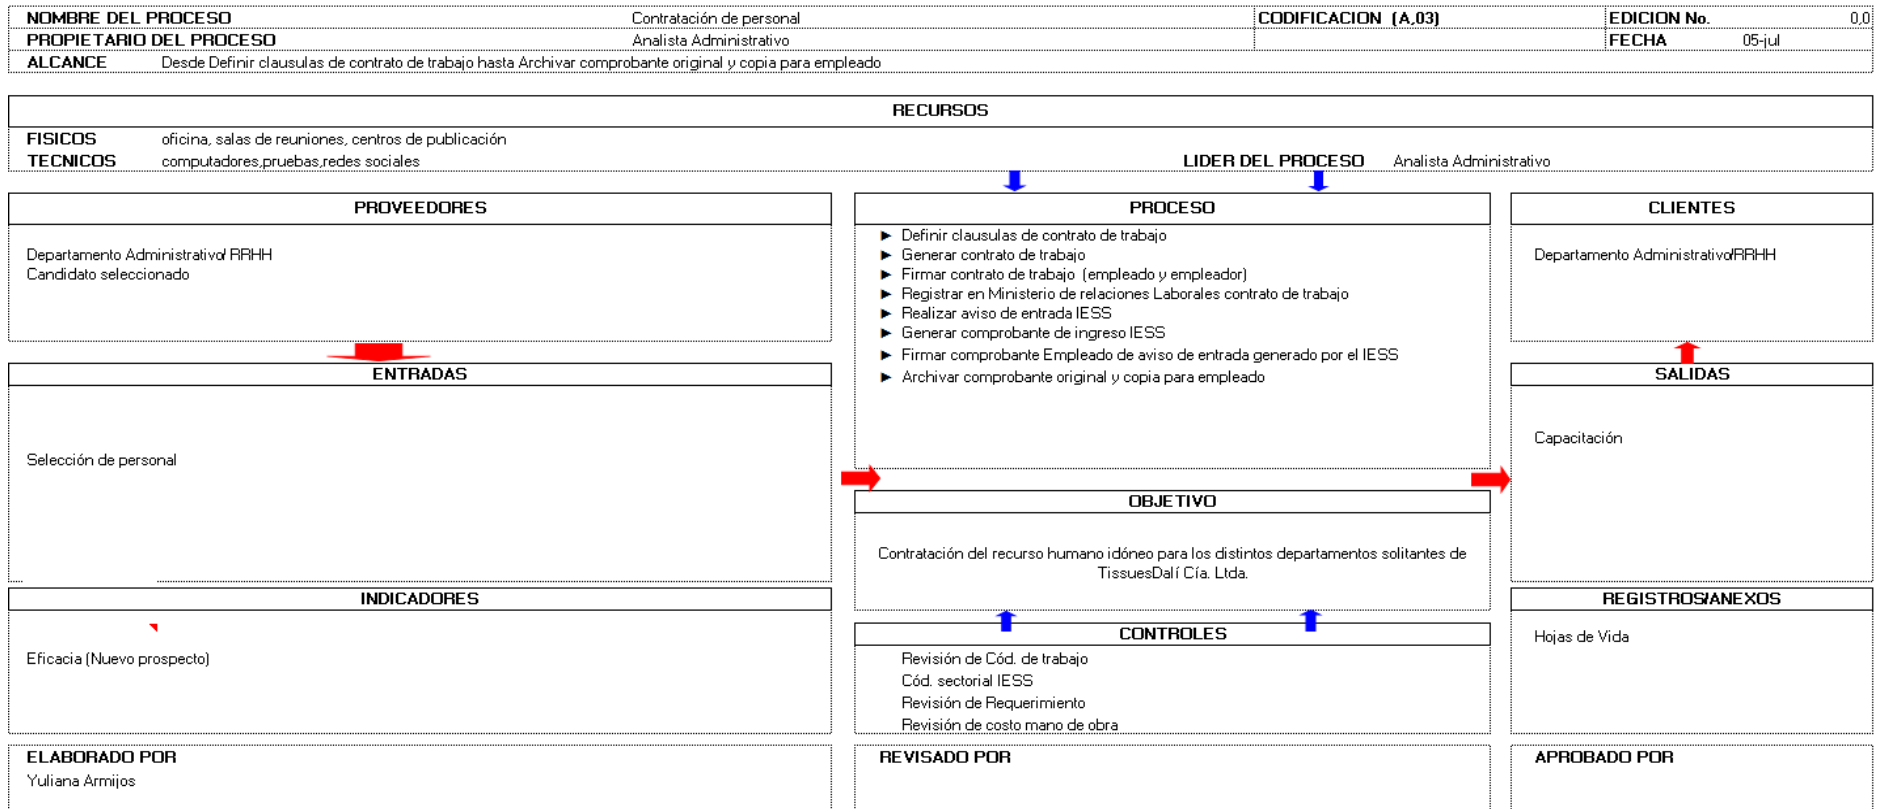 NOMBRE DEL PROCESO Contratación de personal CODIFICACION (A,03) EDICION No. 0,0
PROPIETARIO DEL PROCESO Analista Administrativo FECHA 05-jul
ALCANCE Desde Definir clausulas de contrato de trabajo hasta Archivar comprobante original y copia para empleado
RECURSOS
FISICOS oficina, salas de reuniones, centros de publicación
TECNICOS computadores,pruebas,redes sociales LIDER DEL PROCESO Analista Administrativo
PROVEEDORES
Departamento Administrativo/ RRHH
Candidato seleccionado
ENTRADAS
Selección de personal
INDICADORES
Eficacia (Nuevo prospecto)
PROCESO
► Definir clausulas de contrato de trabajo
► Generar contrato de trabajo
► Firmar contrato de trabajo (empleado y empleador)
► Registrar en Ministerio de relaciones Laborales contrato de trabajo
► Realizar aviso de entrada IESS
► Generar comprobante de ingreso IESS
► Firmar comprobante Empleado de aviso de entrada generado por el IESS
► Archivar comprobante original y copia para empleado
OBJETIVO
Contratación del recurso humano idóneo para los distintos departamentos solitantes de
TissuesDalí Cía. Ltda.
CONTROLES
Revisión de Cód. de trabajo
Cód. sectorial IESS
Revisión de Requerimiento
Revisión de costo mano de obra
CLIENTES
Departamento Administrativo/RRHH
SALIDAS
Capacitación
REGISTROS/ANEXOS
Hojas de Vida
ELABORADO POR
Yuliana Armijos
REVISADO POR
APROBADO POR